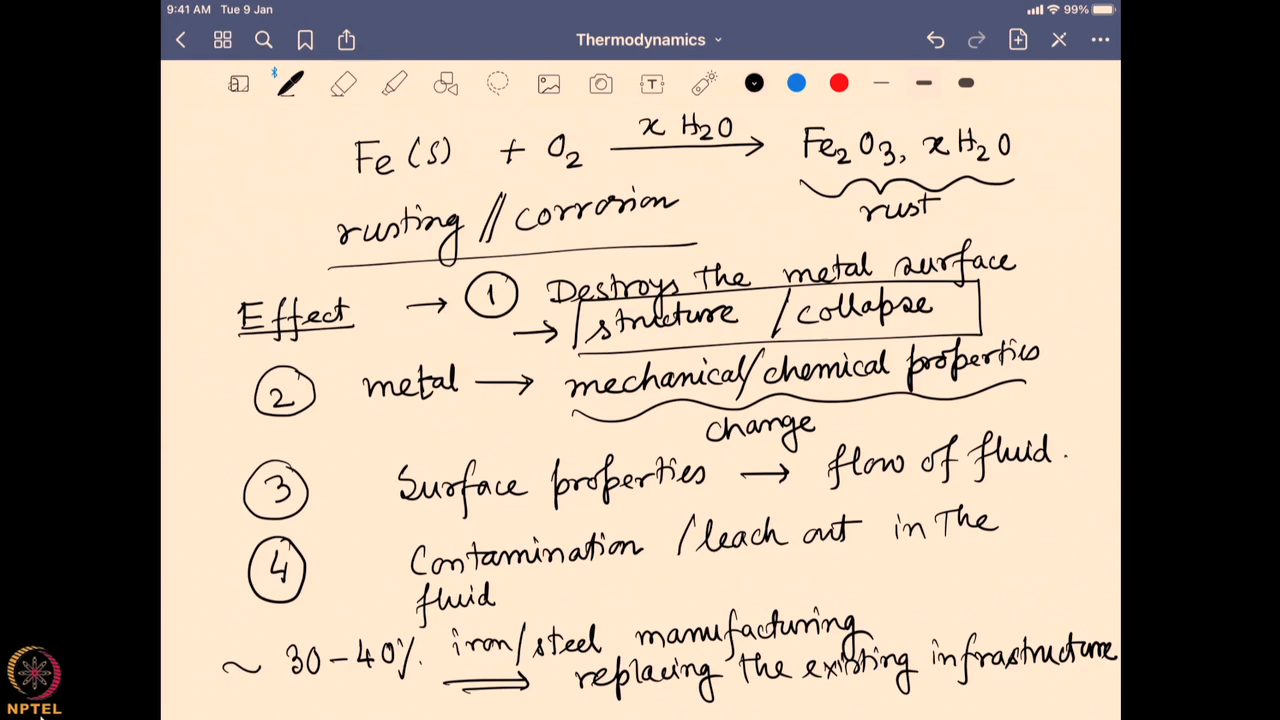 9:41 AM Tue 9 Jan 99%
Thermodynamics
x H2O
Fe (s) + O2 ⟶ Fe2O3, x H2O
rust
rusting // corrosion
Effect → ① Destroys the metal surface
→ structure / collapse
② metal → mechanical/chemical properties
change
③ Surface properties → flow of fluid.
④ Contamination / leach out in the
fluid
~ 30-40% iron/steel manufacturing
⟹ replacing the existing infrastructure
NPTEL